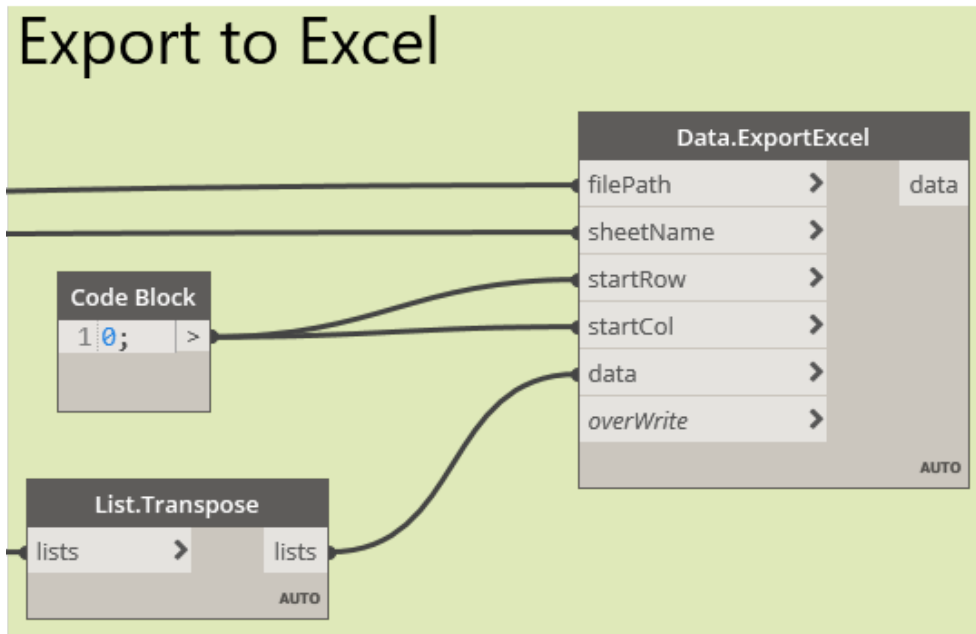 Export to Excel
Data.ExportExcel
filePath > data
sheetName >
startRow >
startCol >
data >
overWrite >
AUTO
Code Block
1 0; >
List.Transpose
lists > lists
AUTO